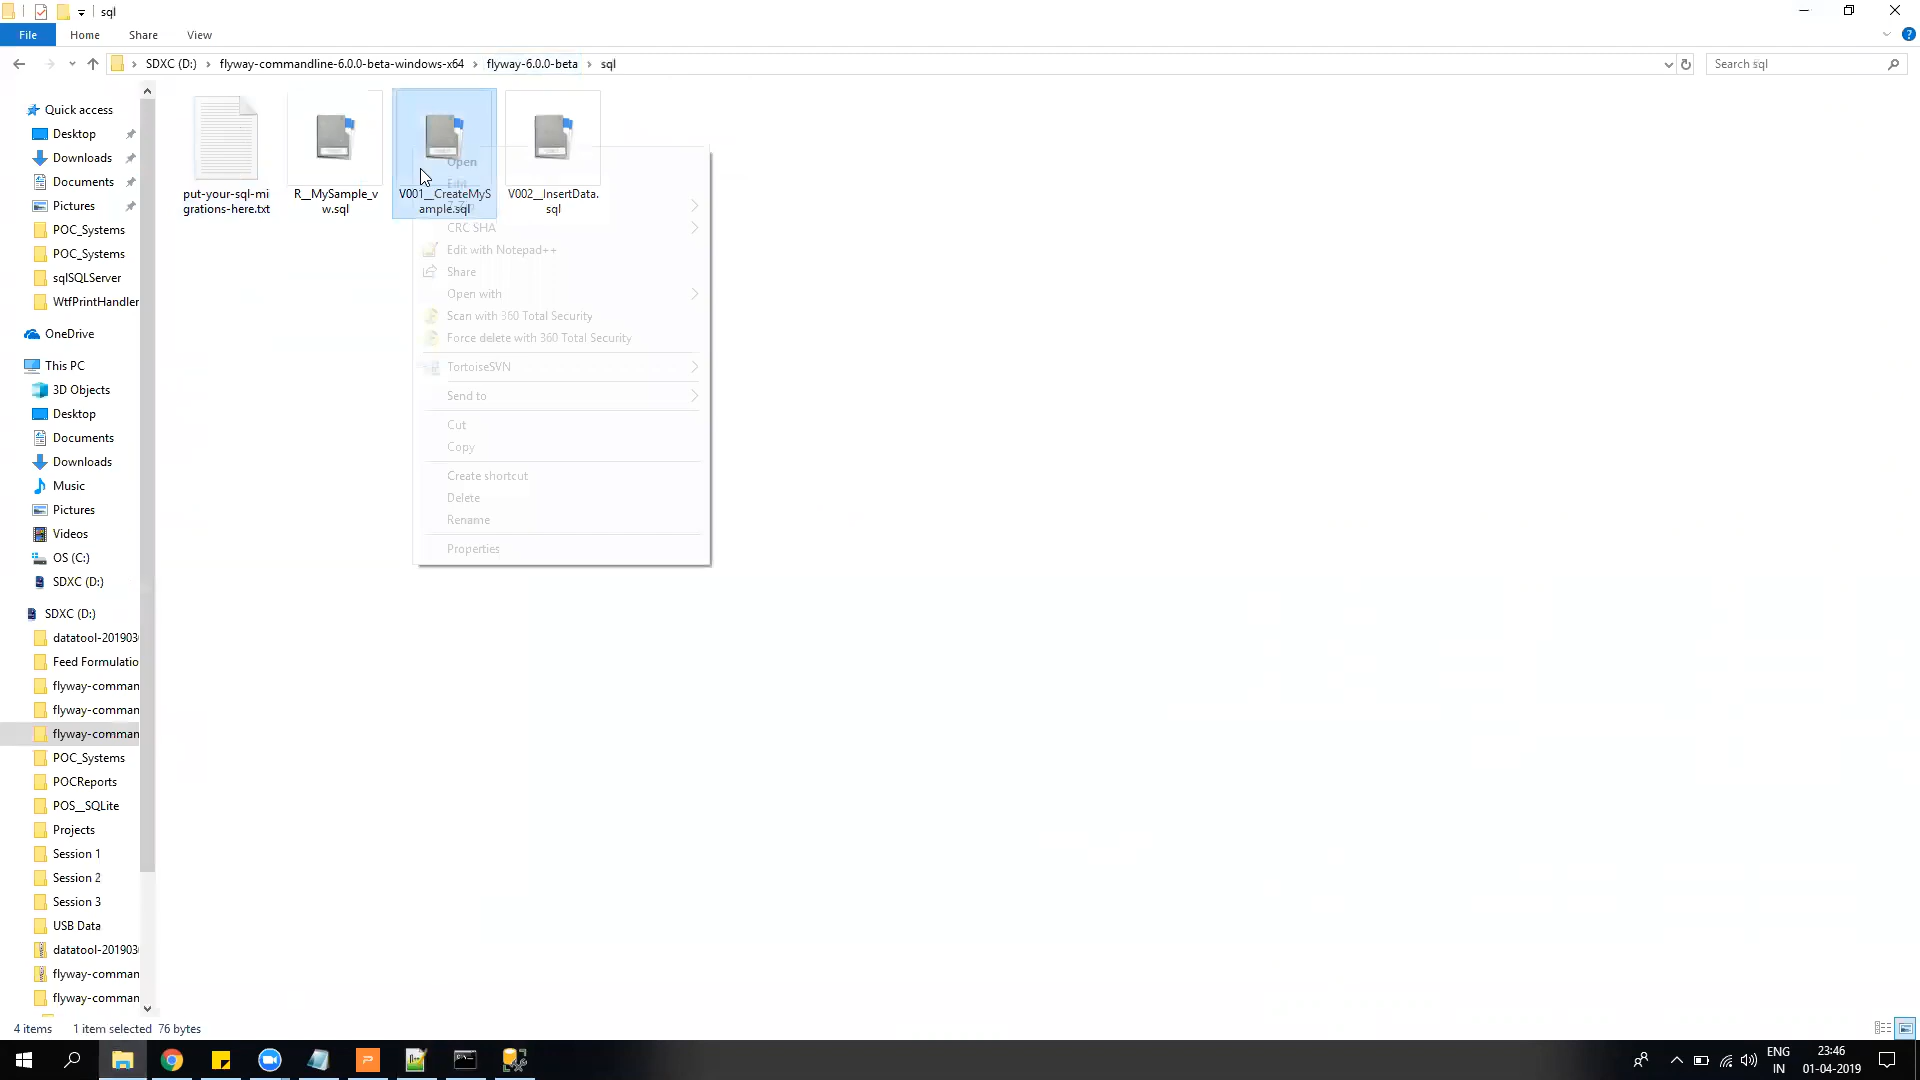 sql
File
Home
Share
View
SDXC (D:)
flyway-commandline-6.0.0-beta-windows-x64
flyway-6.0.0-beta
sql
Search sql
Quick access
Desktop
Downloads
Documents
Pictures
POC_Systems
POC_Systems
sqlSQLServer
WtfPrintHandler
OneDrive
This PC
3D Objects
Desktop
Documents
Downloads
Music
Pictures
Videos
OS (C:)
SDXC (D:)
SDXC (D:)
datatool-201903
Feed Formulatio
flyway-comman
flyway-comman
flyway-comman
POC_Systems
POCReports
POS__SQLite
Projects
Session 1
Session 2
Session 3
USB Data
datatool-201903
flyway-comman
flyway-comman
put-your-sql-mi
grations-here.txt
R__MySample_v
w.sql
V001__CreateMyS
ample.sql
V002__InsertData.
sql
Open
Edit
CRC SHA
Edit with Notepad++
Share
Open with
Scan with 360 Total Security
Force delete with 360 Total Security
TortoiseSVN
Send to
Cut
Copy
Create shortcut
Delete
Rename
Properties
4 items
1 item selected 76 bytes
ENG
IN
23:46
01-04-2019